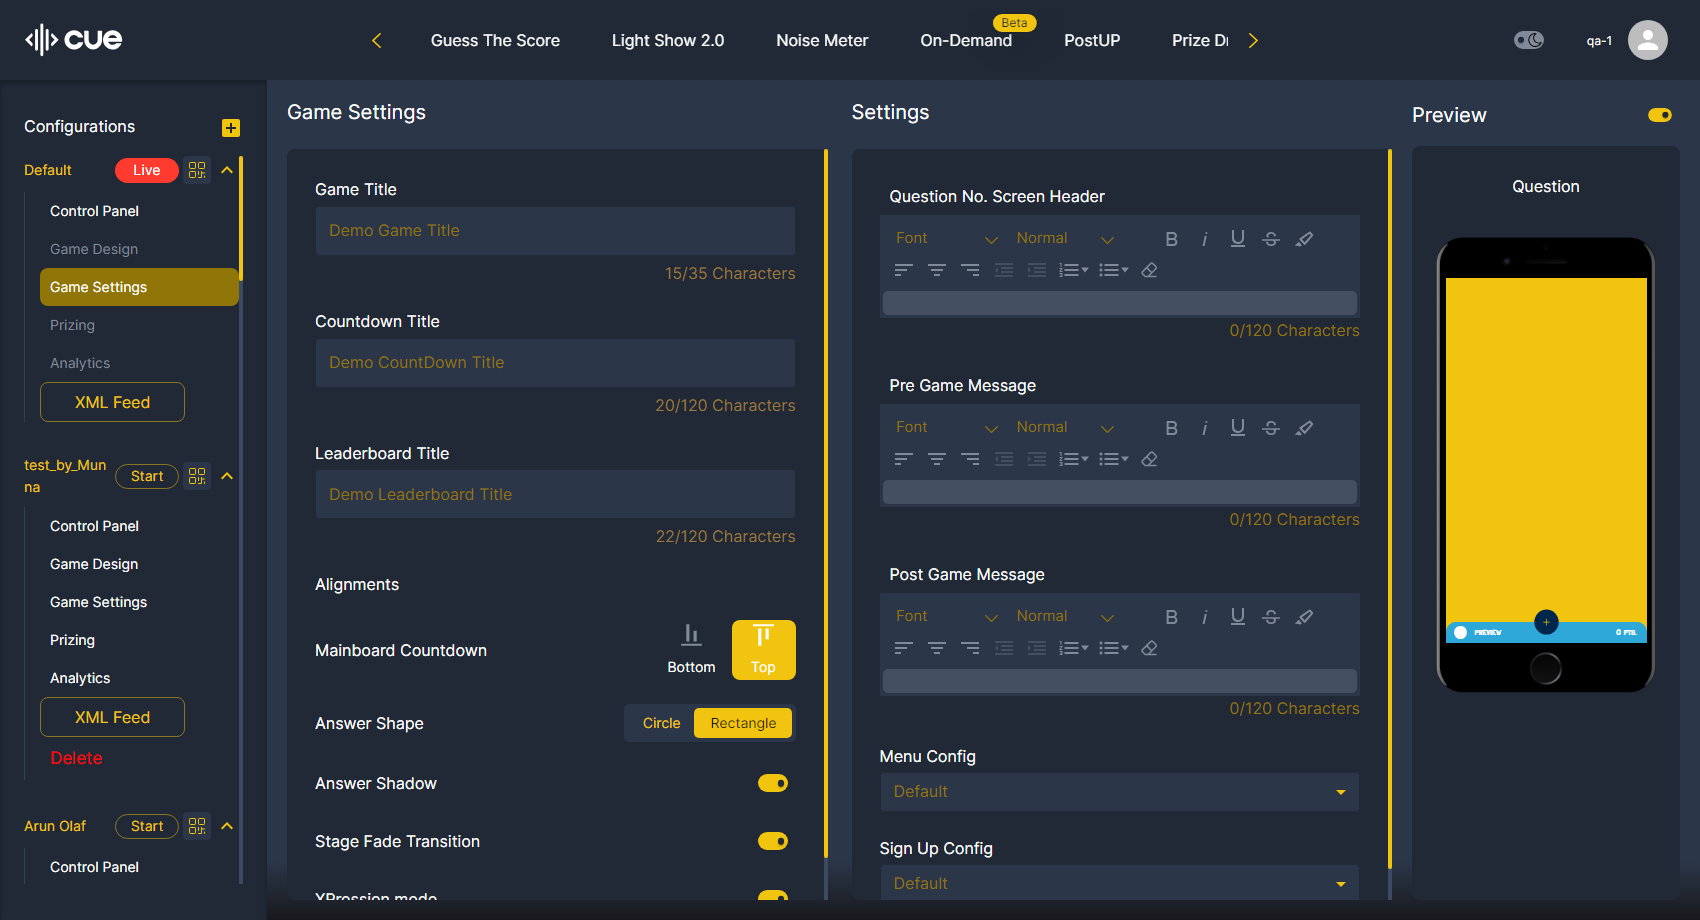 cue
Guess The Score
Light Show 2.0
Noise Meter
On-Demand
Beta
PostUP
qa-1
Configurations
Default
Live
Control Panel
Game Design
Game Settings
Prizing
Analytics
XML Feed
test_by_Mun
na
Start
Control Panel
Game Design
Game Settings
Prizing
Analytics
XML Feed
Delete
Arun Olaf
Start
Control Panel
Game Settings
Game Title
Demo Game Title
15/35 Characters
Countdown Title
Demo CountDown Title
20/120 Characters
Leaderboard Title
Demo Leaderboard Title
22/120 Characters
Alignments
Mainboard Countdown
Bottom
Top
Answer Shape
Circle
Rectangle
Answer Shadow
Stage Fade Transition
XPression mode
Settings
Question No. Screen Header
Font
Normal
0/120 Characters
Pre Game Message
Font
Normal
0/120 Characters
Post Game Message
Font
Normal
0/120 Characters
Menu Config
Default
Sign Up Config
Default
Preview
Question
PREVIEW
0 PTS.